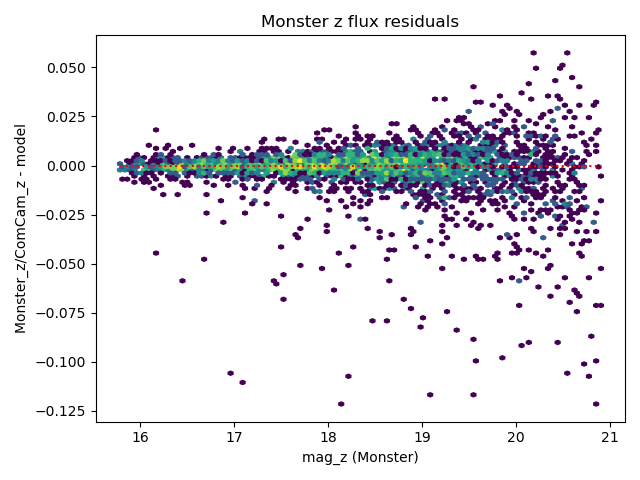 Monster z flux residuals
Monster_z/ComCam_z - model
0.050
0.025
0.000
−0.025
−0.050
−0.075
−0.100
−0.125
16 17 18 19 20 21
mag_z (Monster)